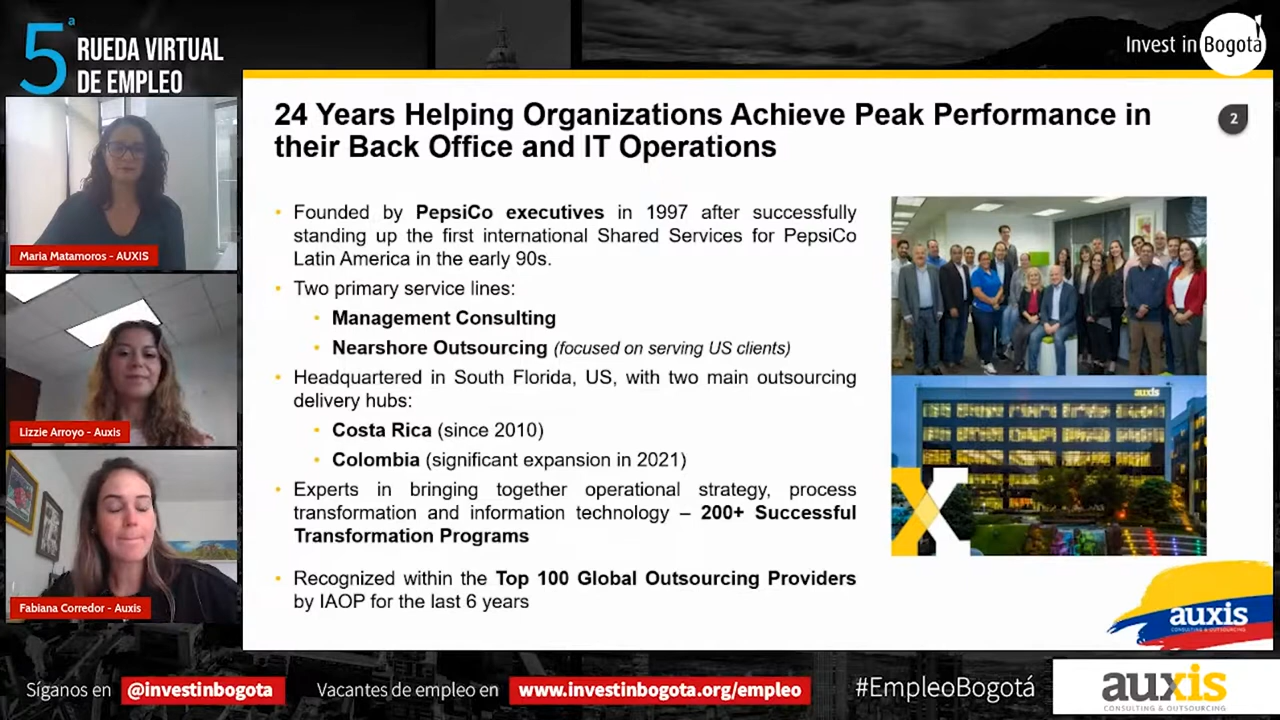 5ª RUEDA VIRTUAL
DE EMPLEO
Invest in Bogotá
Maria Matamoros - AUXIS
Lizzie Arroyo - Auxis
Fabiana Corredor - Auxis
24 Years Helping Organizations Achieve Peak Performance in
their Back Office and IT Operations
2
• Founded by PepsiCo executives in 1997 after successfully
standing up the first international Shared Services for PepsiCo
Latin America in the early 90s.
• Two primary service lines:
• Management Consulting
• Nearshore Outsourcing (focused on serving US clients)
• Headquartered in South Florida, US, with two main outsourcing
delivery hubs:
• Costa Rica (since 2010)
• Colombia (significant expansion in 2021)
• Experts in bringing together operational strategy, process
transformation and information technology – 200+ Successful
Transformation Programs
• Recognized within the Top 100 Global Outsourcing Providers
by IAOP for the last 6 years
auxis
auxis
CONSULTING & OUTSOURCING
Síganos en @investinbogota
Vacantes de empleo en www.investinbogota.org/empleo
#EmpleoBogotá
auxis
CONSULTING & OUTSOURCING